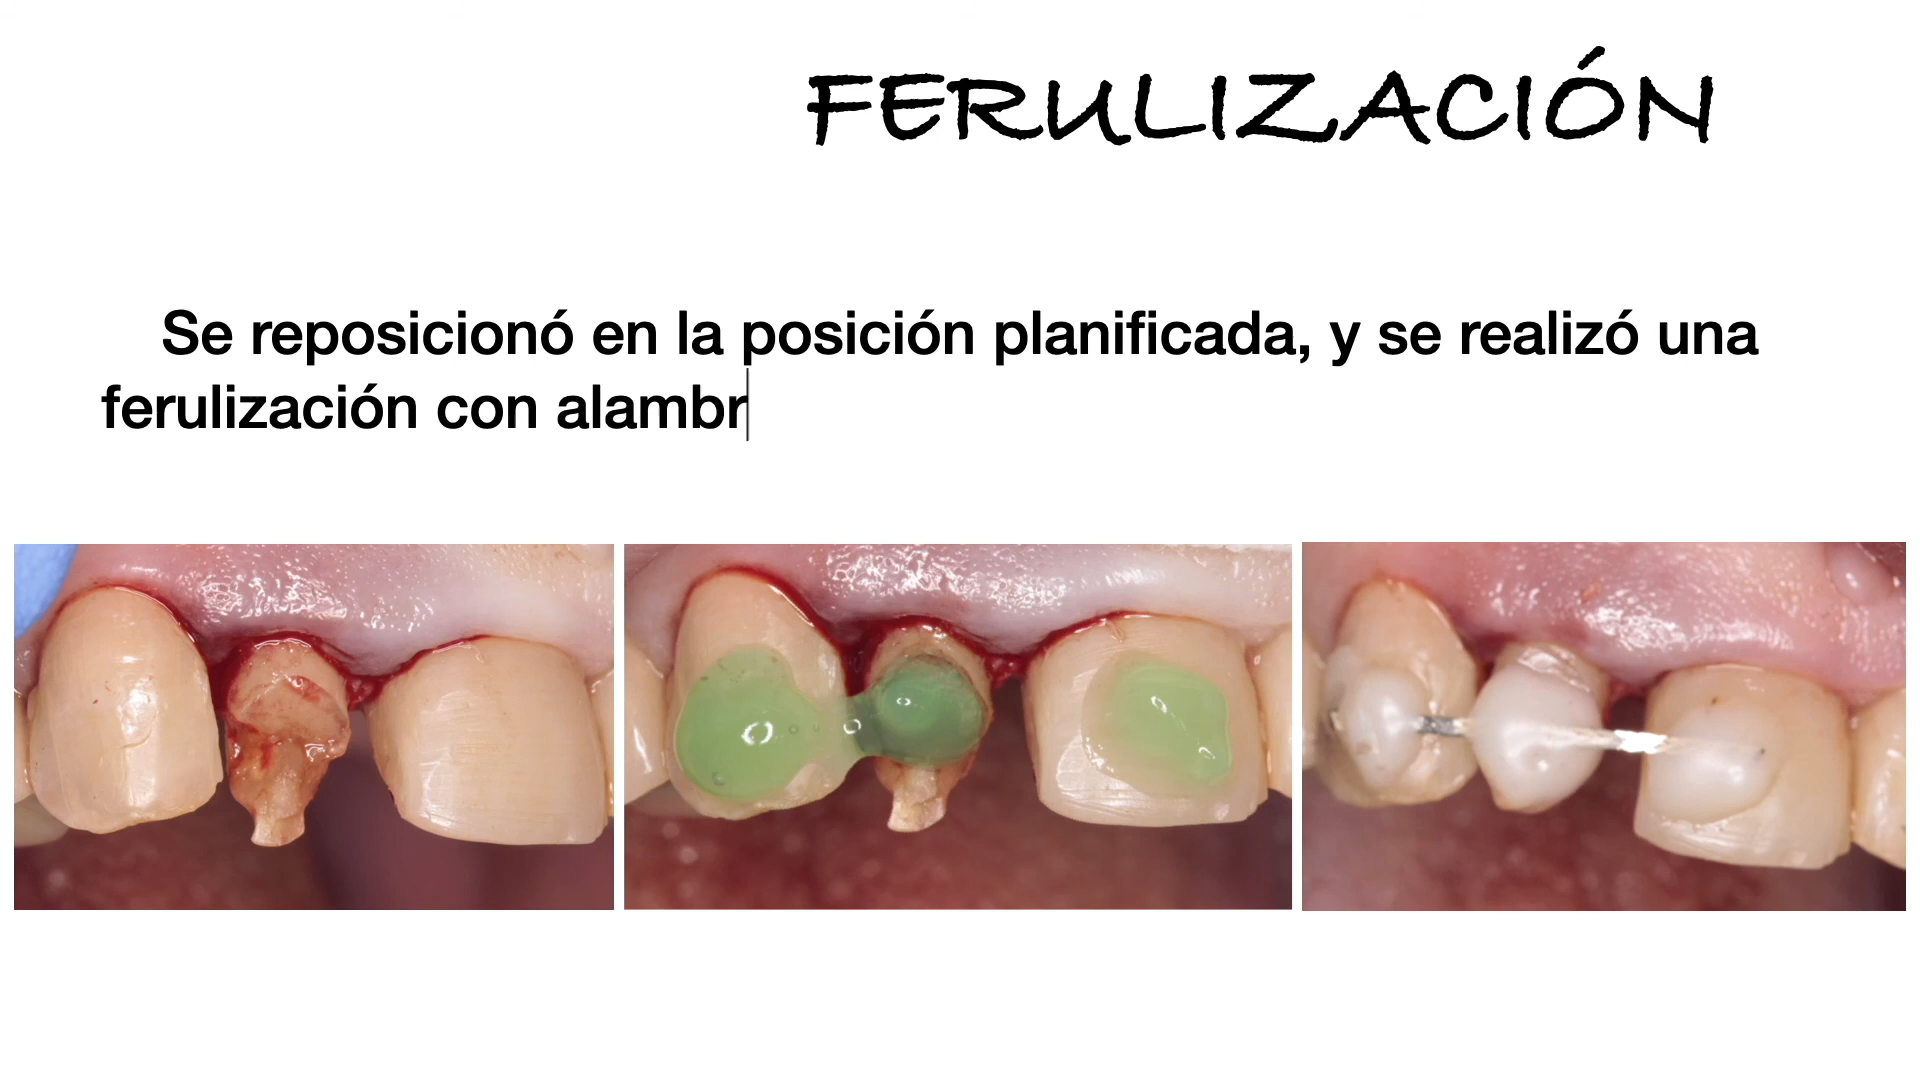 FERULIZACIÓN
Se reposicionó en la posición planificada, y se realizó una
ferulización con alambr